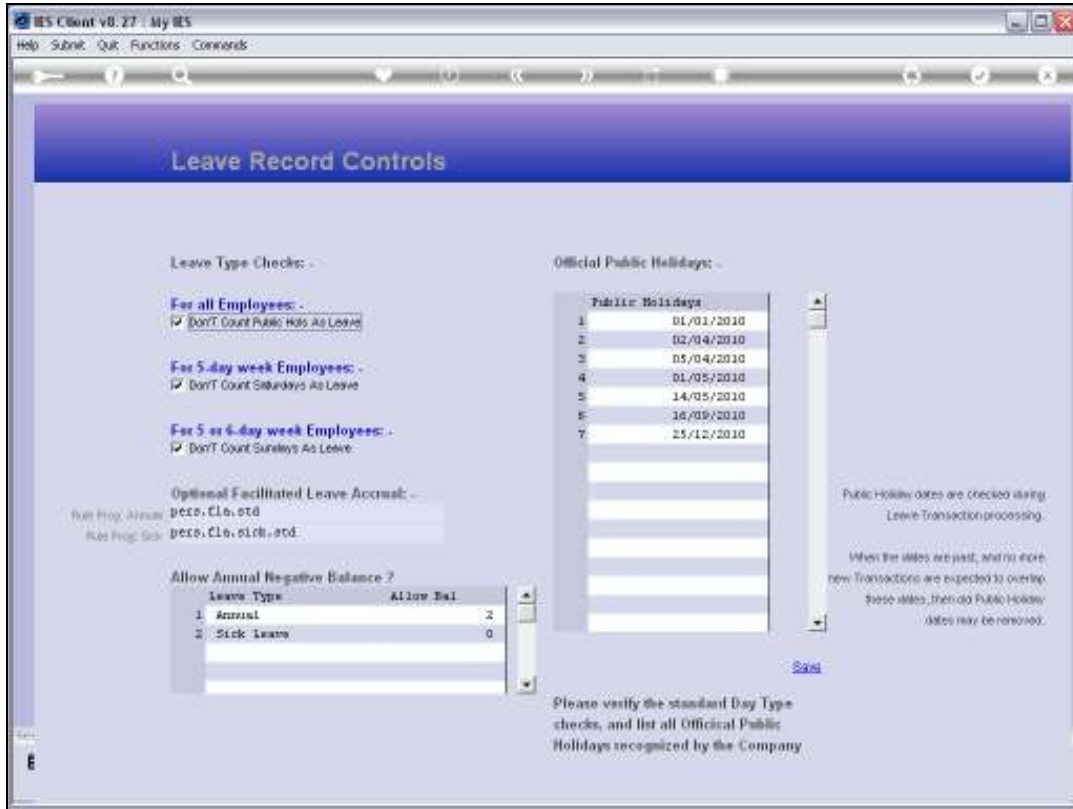 IES Client v8.27 : My IES
Help Submit Quit Functions Commands
Leave Record Controls
Leave Type Checks: -
For all Employees: -
Don'T Count Public Hols As Leave
For 5-day week Employees: -
Don'T Count Saturdays As Leave
For 5 or 6-day week Employees: -
Don'T Count Sundays As Leave
Optional Facilitated Leave Accrual: -
Rule Prog: Annual pers.fla.std
Rule Prog: Sick pers.fla.sick.std
Allow Annual Negative Balance ?
Leave Type Allow Bal
1 Annual 2
2 Sick Leave 0
Official Public Holidays: -
Public Holidays
1 01/01/2010
2 02/04/2010
3 05/04/2010
4 01/05/2010
5 14/05/2010
6 16/09/2010
7 25/12/2010
Public Holiday dates are checked during
Leave Transaction processing.
When the dates are past, and no more
new Transactions are expected to overlap
these dates, then old Public Holiday
dates may be removed.
Save
Please verify the standard Day Type
checks, and list all Officical Public
Holidays recognized by the Company